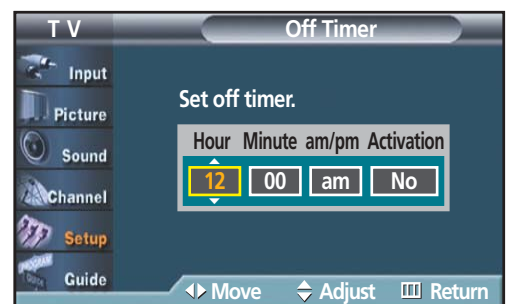 T V
Off Timer
Input
Picture
Sound
Channel
Setup
Guide
Set off timer.
Hour Minute am/pm Activation
12 00 am No
Move Adjust Return